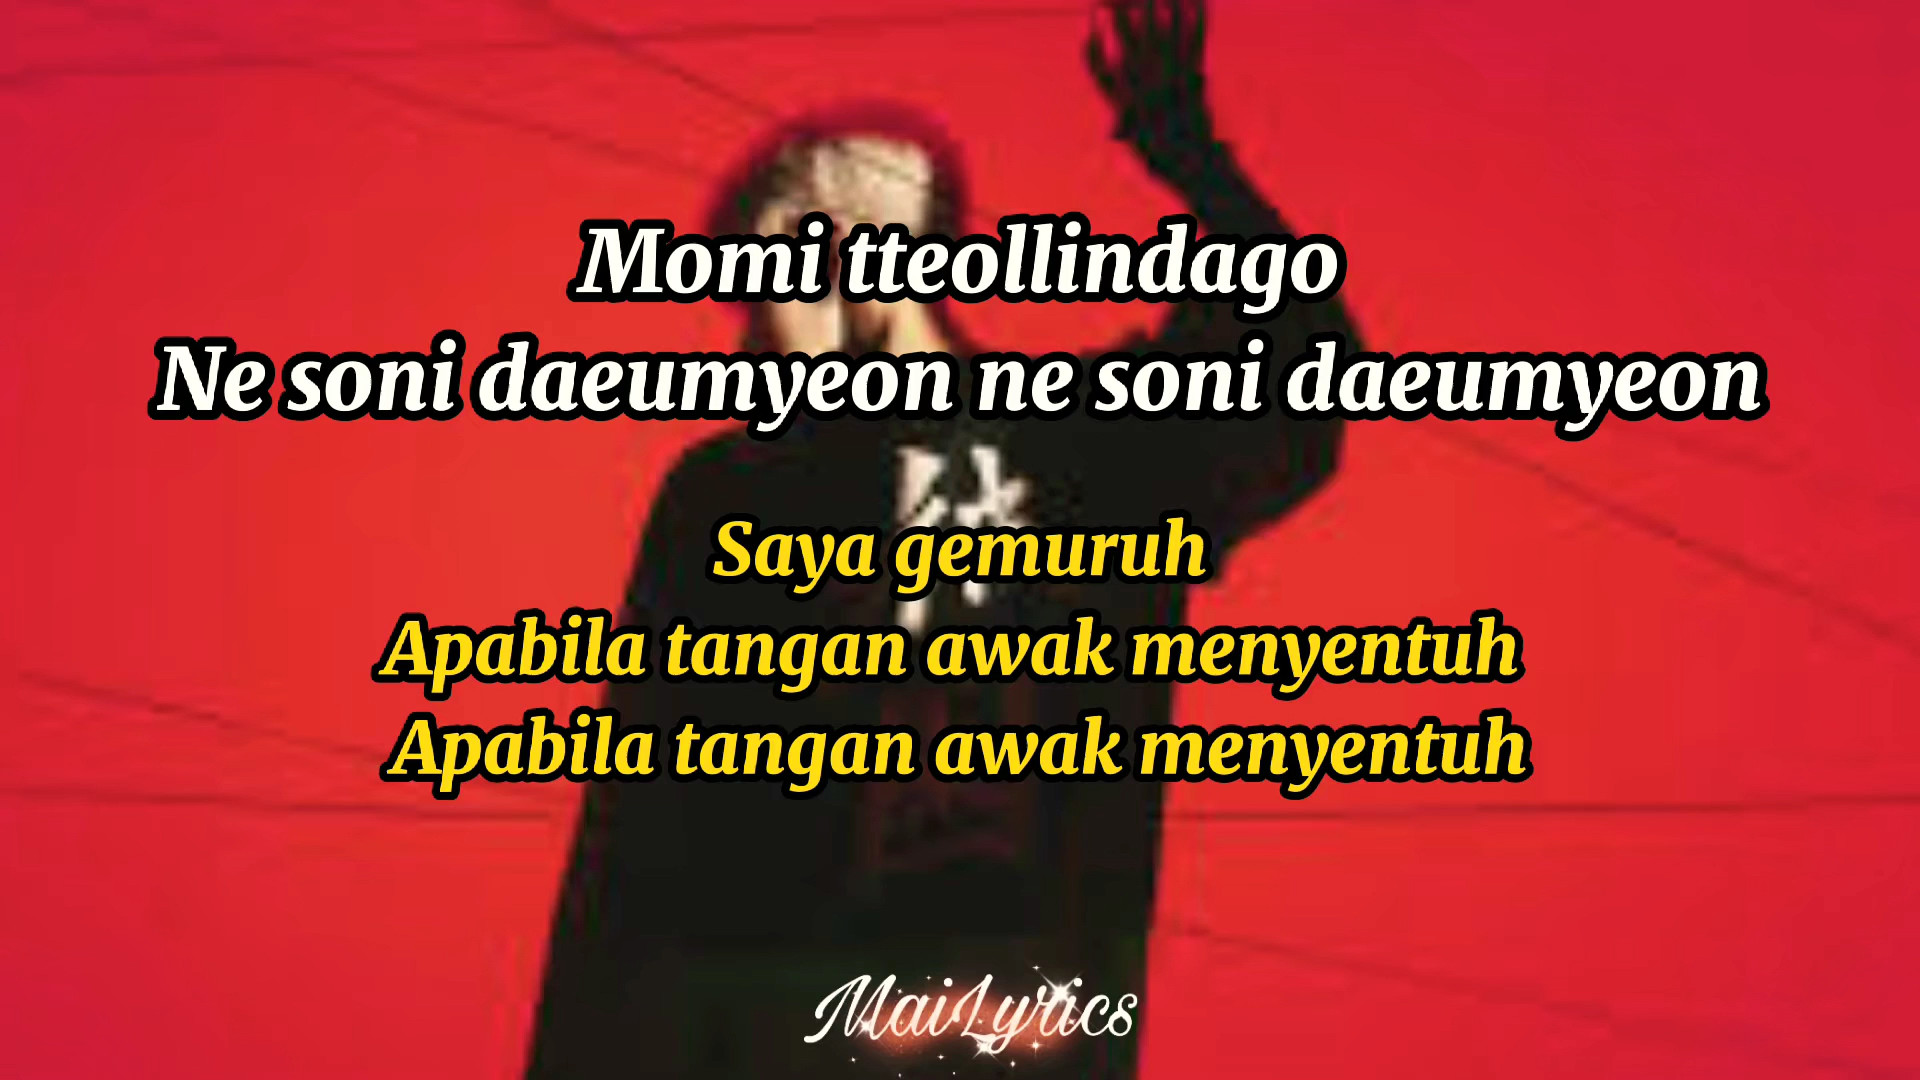 Momi tteollindago
Ne soni daeumyeon ne soni daeumyeon
Saya gemuruh
Apabila tangan awak menyentuh
Apabila tangan awak menyentuh
MaiLyrics